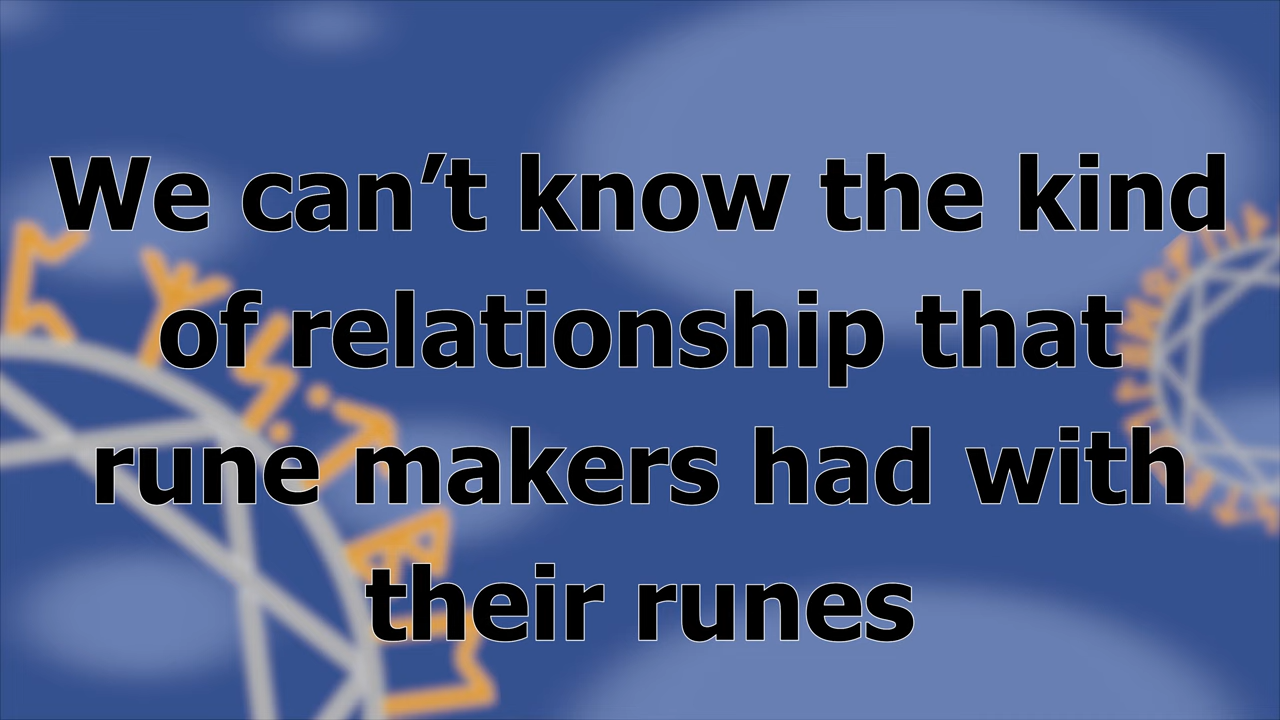 We can’t know the kind
of relationship that
rune makers had with
their runes